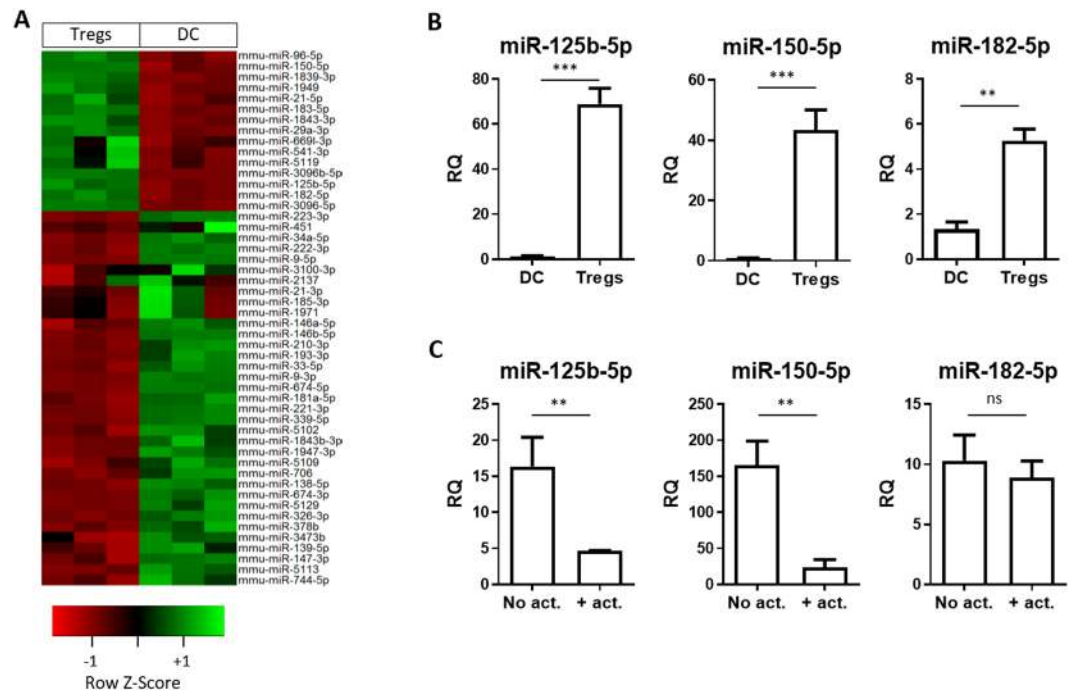 A
Tregs DC
mmu-miR-96-5p
mmu-miR-150-5p
mmu-miR-1839-3p
mmu-miR-1949
mmu-miR-21-5p
mmu-miR-183-5p
mmu-miR-1843-3p
mmu-miR-29a-3p
mmu-miR-669l-3p
mmu-miR-541-3p
mmu-miR-5119
mmu-miR-3096b-5p
mmu-miR-125b-5p
mmu-miR-182-5p
mmu-miR-3096-5p
mmu-miR-223-3p
mmu-miR-451
mmu-miR-34a-5p
mmu-miR-222-3p
mmu-miR-9-5p
mmu-miR-3100-3p
mmu-miR-2137
mmu-miR-21-3p
mmu-miR-185-3p
mmu-miR-1971
mmu-miR-146a-5p
mmu-miR-146b-5p
mmu-miR-210-3p
mmu-miR-193-3p
mmu-miR-33-5p
mmu-miR-9-3p
mmu-miR-674-5p
mmu-miR-181a-5p
mmu-miR-221-3p
mmu-miR-339-5p
mmu-miR-5102
mmu-miR-1843b-3p
mmu-miR-1947-3p
mmu-miR-5109
mmu-miR-706
mmu-miR-138-5p
mmu-miR-674-3p
mmu-miR-5129
mmu-miR-326-3p
mmu-miR-378b
mmu-miR-3473b
mmu-miR-139-5p
mmu-miR-147-3p
mmu-miR-5113
mmu-miR-744-5p
-1 +1
Row Z-Score
B
miR-125b-5p
***
RQ
80
60
40
20
0
DC Tregs
miR-150-5p
***
RQ
60
40
20
0
DC Tregs
miR-182-5p
**
RQ
8
6
4
2
0
DC Tregs
C
miR-125b-5p
**
RQ
25
20
15
10
5
0
No act. + act.
miR-150-5p
**
RQ
250
200
150
100
50
0
No act. + act.
miR-182-5p
ns
RQ
15
10
5
0
No act. + act.